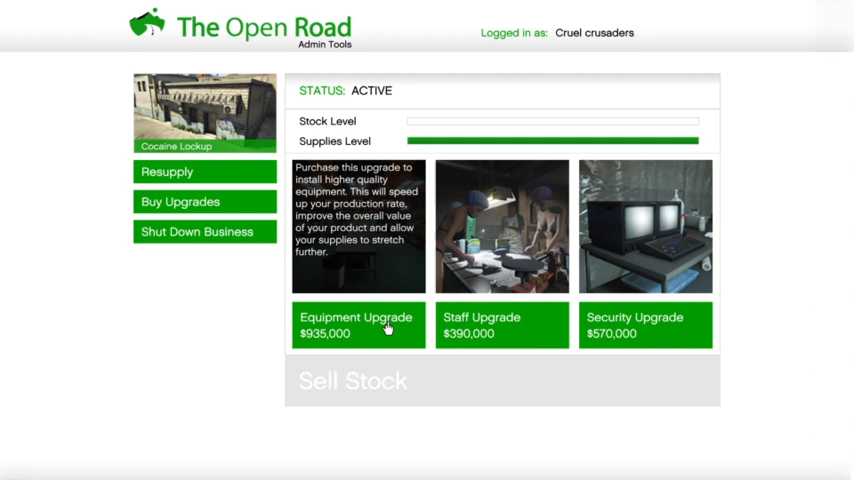 The Open Road
Admin Tools
Logged in as: Cruel crusaders
Cocaine Lockup
Resupply
Buy Upgrades
Shut Down Business
STATUS: ACTIVE
Stock Level
Supplies Level
Purchase this upgrade to
install higher quality
equipment. This will speed
up your production rate,
improve the overall value
of your product and allow
your supplies to stretch
further.
Equipment Upgrade
$935,000
Staff Upgrade
$390,000
Security Upgrade
$570,000
Sell Stock